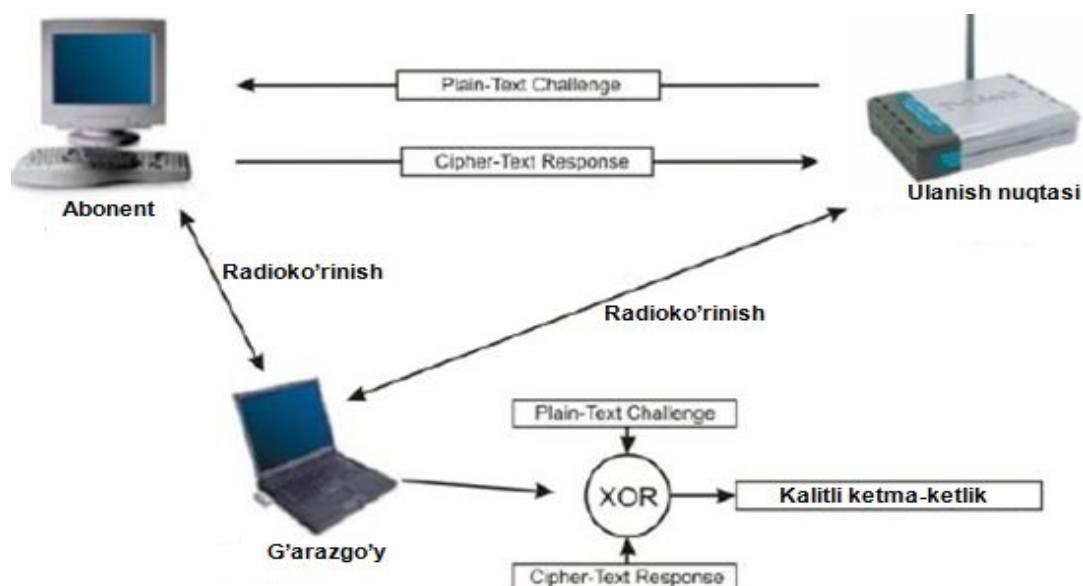 Plain-Text Challenge
Cipher-Text Response
Abonent
Ulanish nuqtasi
Radioko'rinish
Radioko'rinish
Plain-Text Challenge
XOR
Kalitli ketma-ketlik
G'arazgo'y
Cipher-Text Response